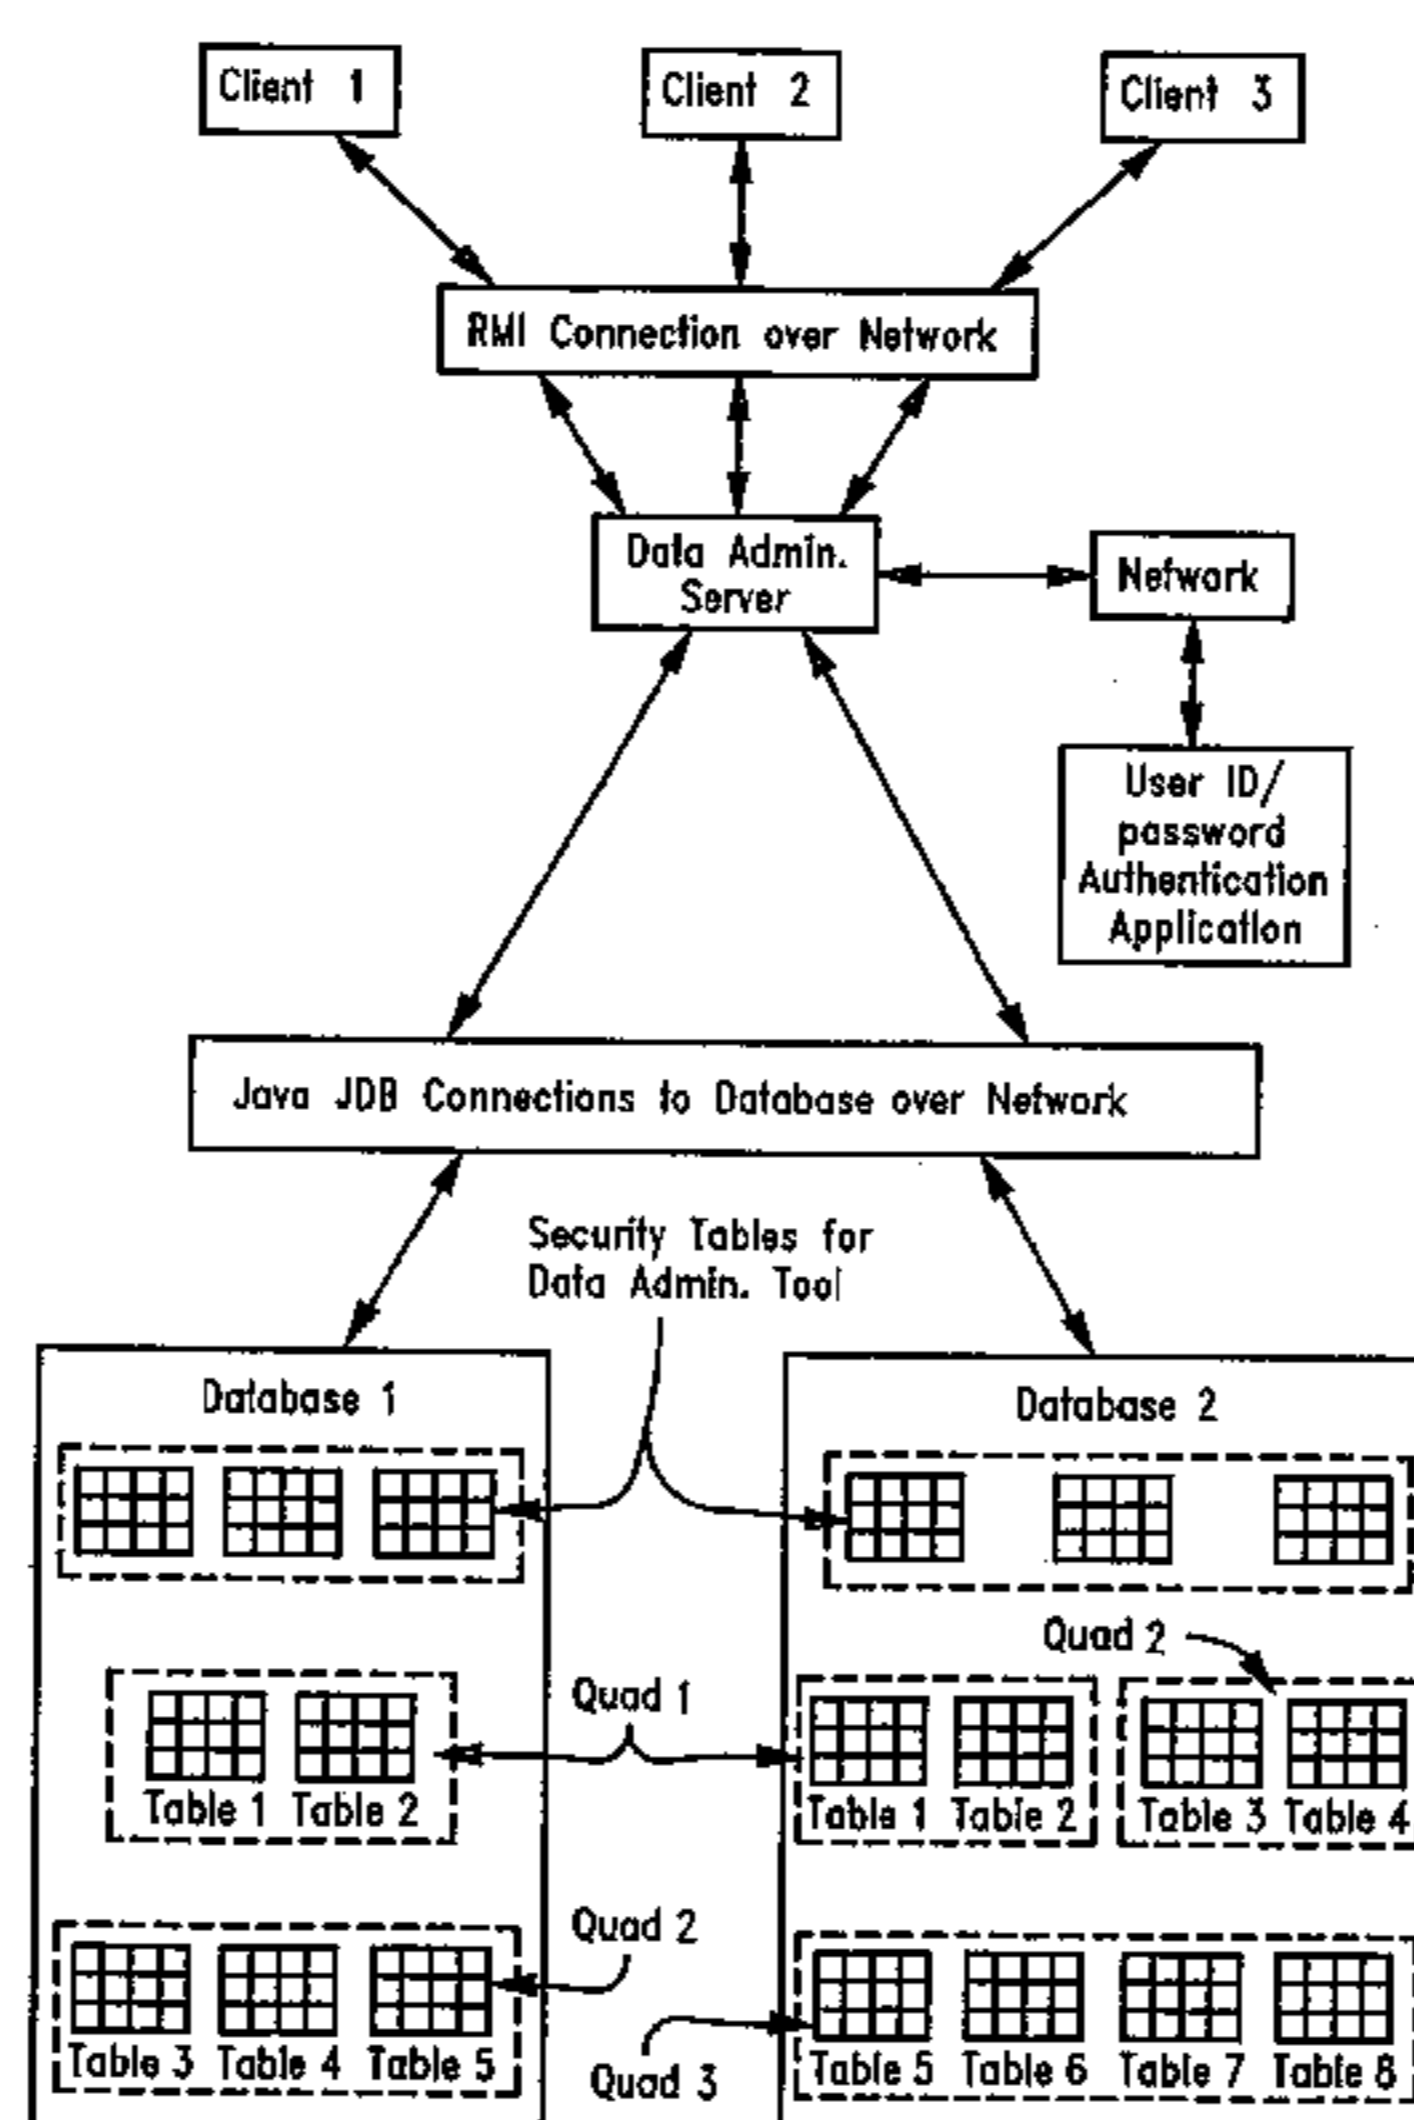 Client 1
Client 2
Client 3
RMI Connection over Network
Data Admin.
Server
Network
User ID/
password
Authentication
Application
Java JDB Connections to Database over Network
Security Tables for
Data Admin. Tool
Database 1
Database 2
Quad 2
Quad 1
Table 1 Table 2
Table 1 Table 2
Table 3 Table 4
Quad 2
Table 3 Table 4 Table 5
Quad 3
Table 5 Table 6 Table 7 Table 8